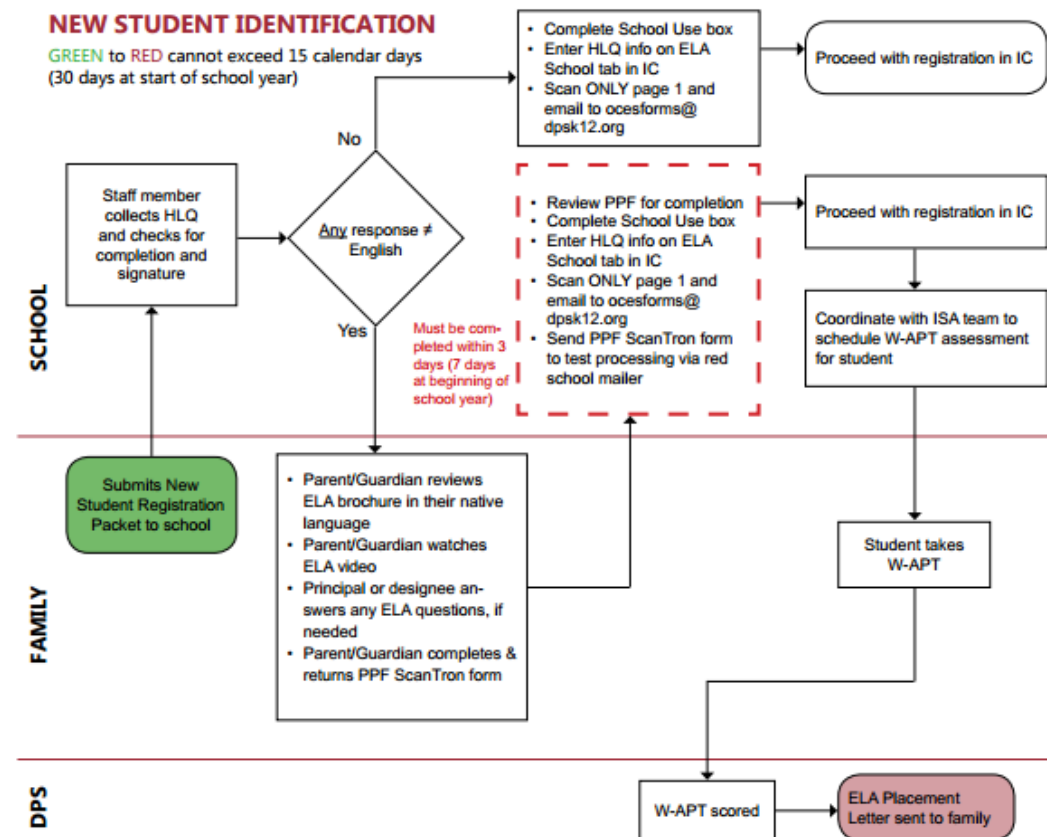 NEW STUDENT IDENTIFICATION
GREEN to RED cannot exceed 15 calendar days
(30 days at start of school year)
• Complete School Use box
• Enter HLQ info on ELA
School tab in IC
• Scan ONLY page 1 and
email to ocesforms@
dpsk12.org
Proceed with registration in IC
No
SCHOOL
Staff member
collects HLQ
and checks for
completion and
signature
Any response ≠
English
Yes
Must be com-
pleted within 3
days (7 days
at beginning of
school year)
• Review PPF for completion
• Complete School Use box
• Enter HLQ info on ELA
School tab in IC
• Scan ONLY page 1 and
email to ocesforms@
dpsk12.org
• Send PPF ScanTron form
to test processing via red
school mailer
Proceed with registration in IC
Coordinate with ISA team to
schedule W-APT assessment
for student
FAMILY
Submits New
Student Registration
Packet to school
• Parent/Guardian reviews
ELA brochure in their native
language
• Parent/Guardian watches
ELA video
• Principal or designee an-
swers any ELA questions, if
needed
• Parent/Guardian completes &
returns PPF ScanTron form
Student takes
W-APT
DPS
W-APT scored
ELA Placement
Letter sent to family